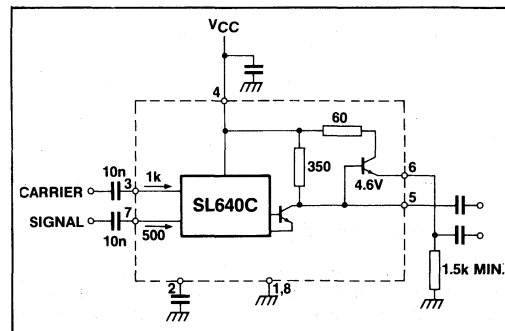 VCC
4
60
350
4.6V
6
5
10n
3
1k
CARRIER
SL640C
SIGNAL
7
10n
500
2
1,8
1.5k MIN.